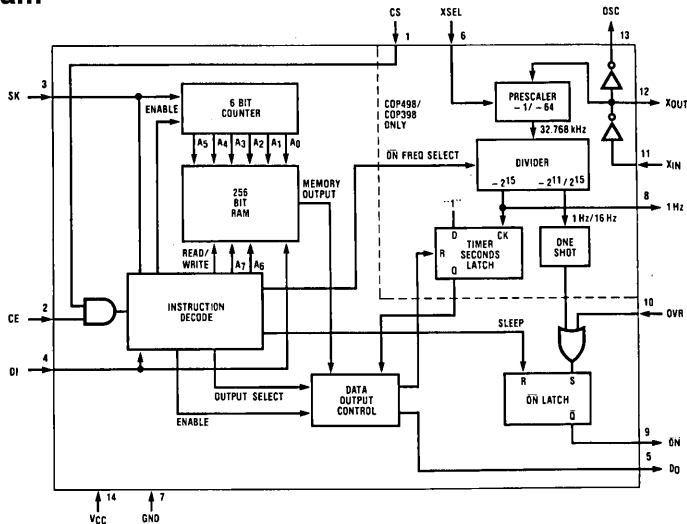 CS
XSEL
OSC
1
6
13
SK
3
ENABLE
6 BIT
COUNTER
A5 A4 A3 A2 A1 A0
COP498/
COP398
ONLY
PRESCALER
– 1/ – 64
12
XOUT
32.768 kHz
ON FREQ SELECT
DIVIDER
– 2^15
– 2^11/2^15
11
XIN
256
BIT
RAM
MEMORY
OUTPUT
8
1 Hz
1 Hz/16 Hz
D
CK
R
TIMER
SECONDS
LATCH
Q
ONE
SHOT
READ/
WRITE
A7 A6
CE
2
INSTRUCTION
DECODE
10
OVR
SLEEP
DI
4
R
S
ON LATCH
Q̅
OUTPUT SELECT
DATA
OUTPUT
CONTROL
ENABLE
9
ON
5
DO
14
VCC
7
GND